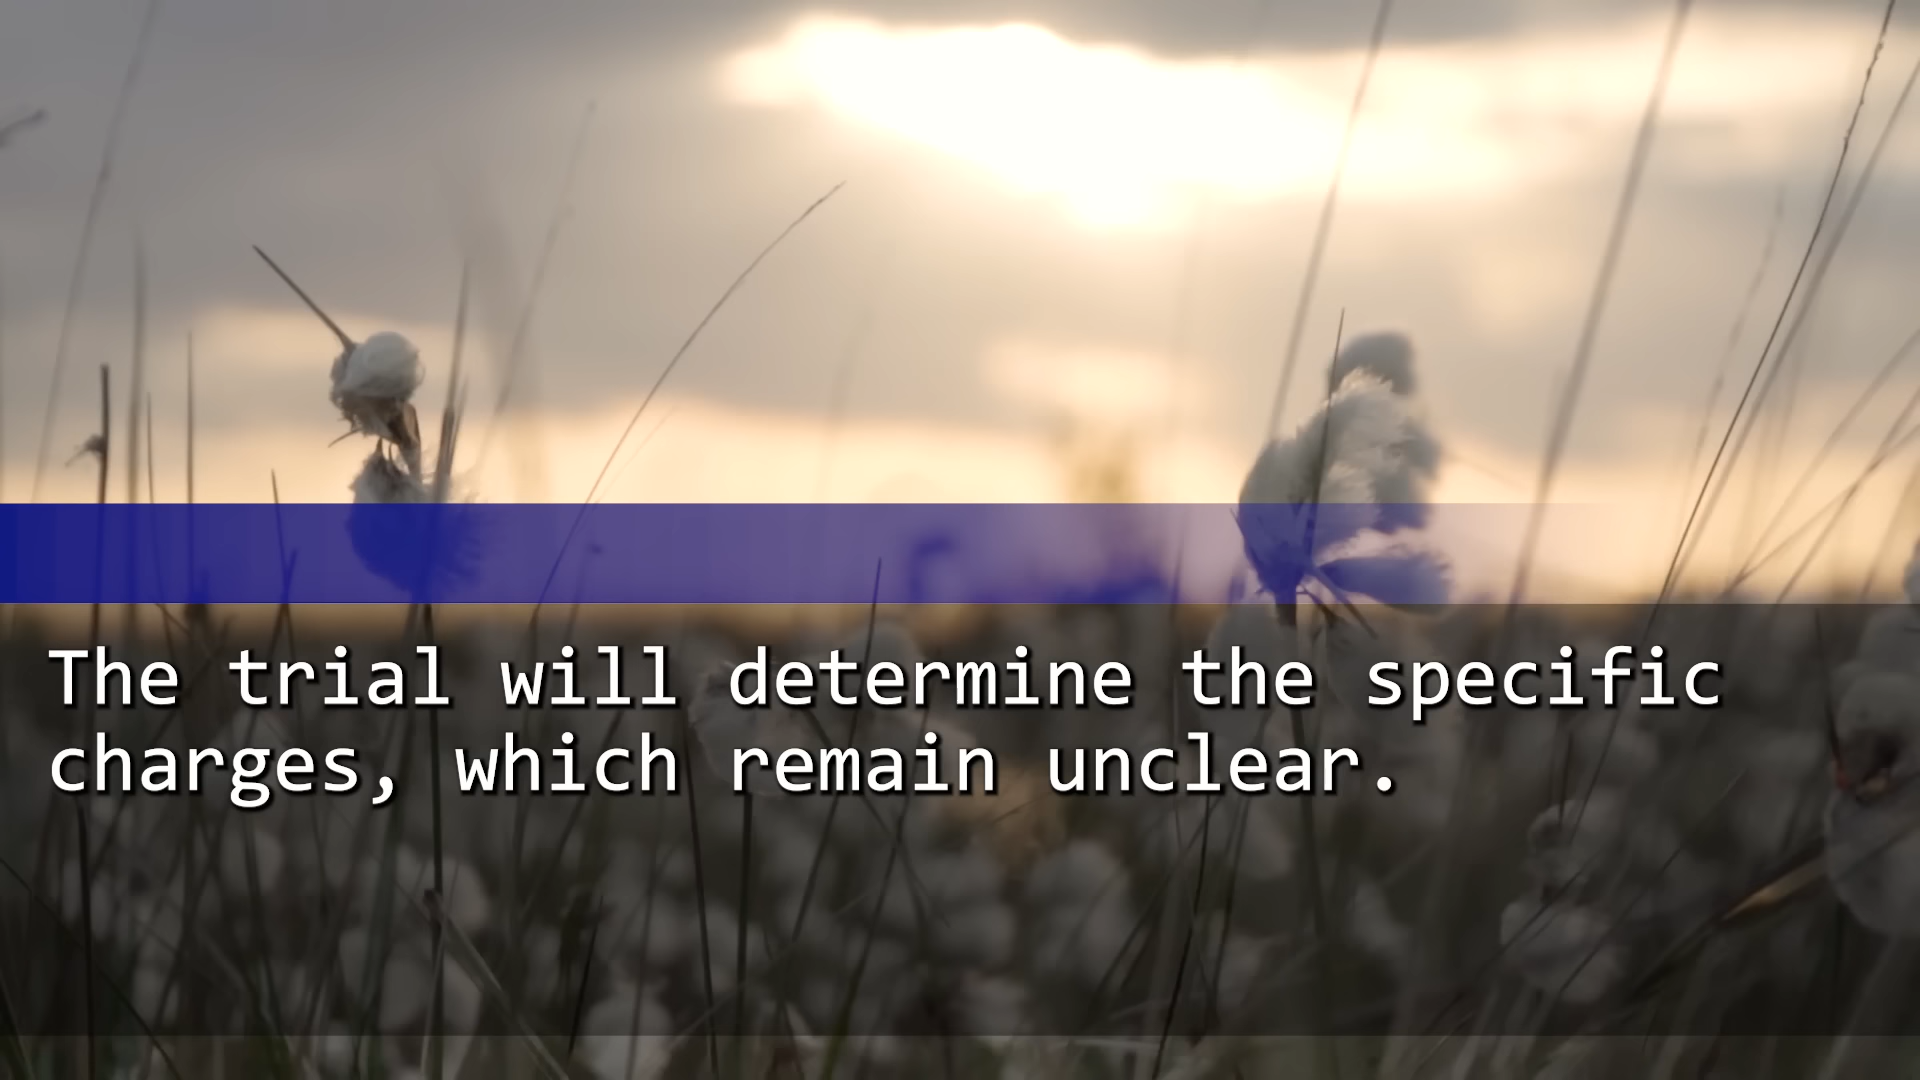 The trial will determine the specific
charges, which remain unclear.